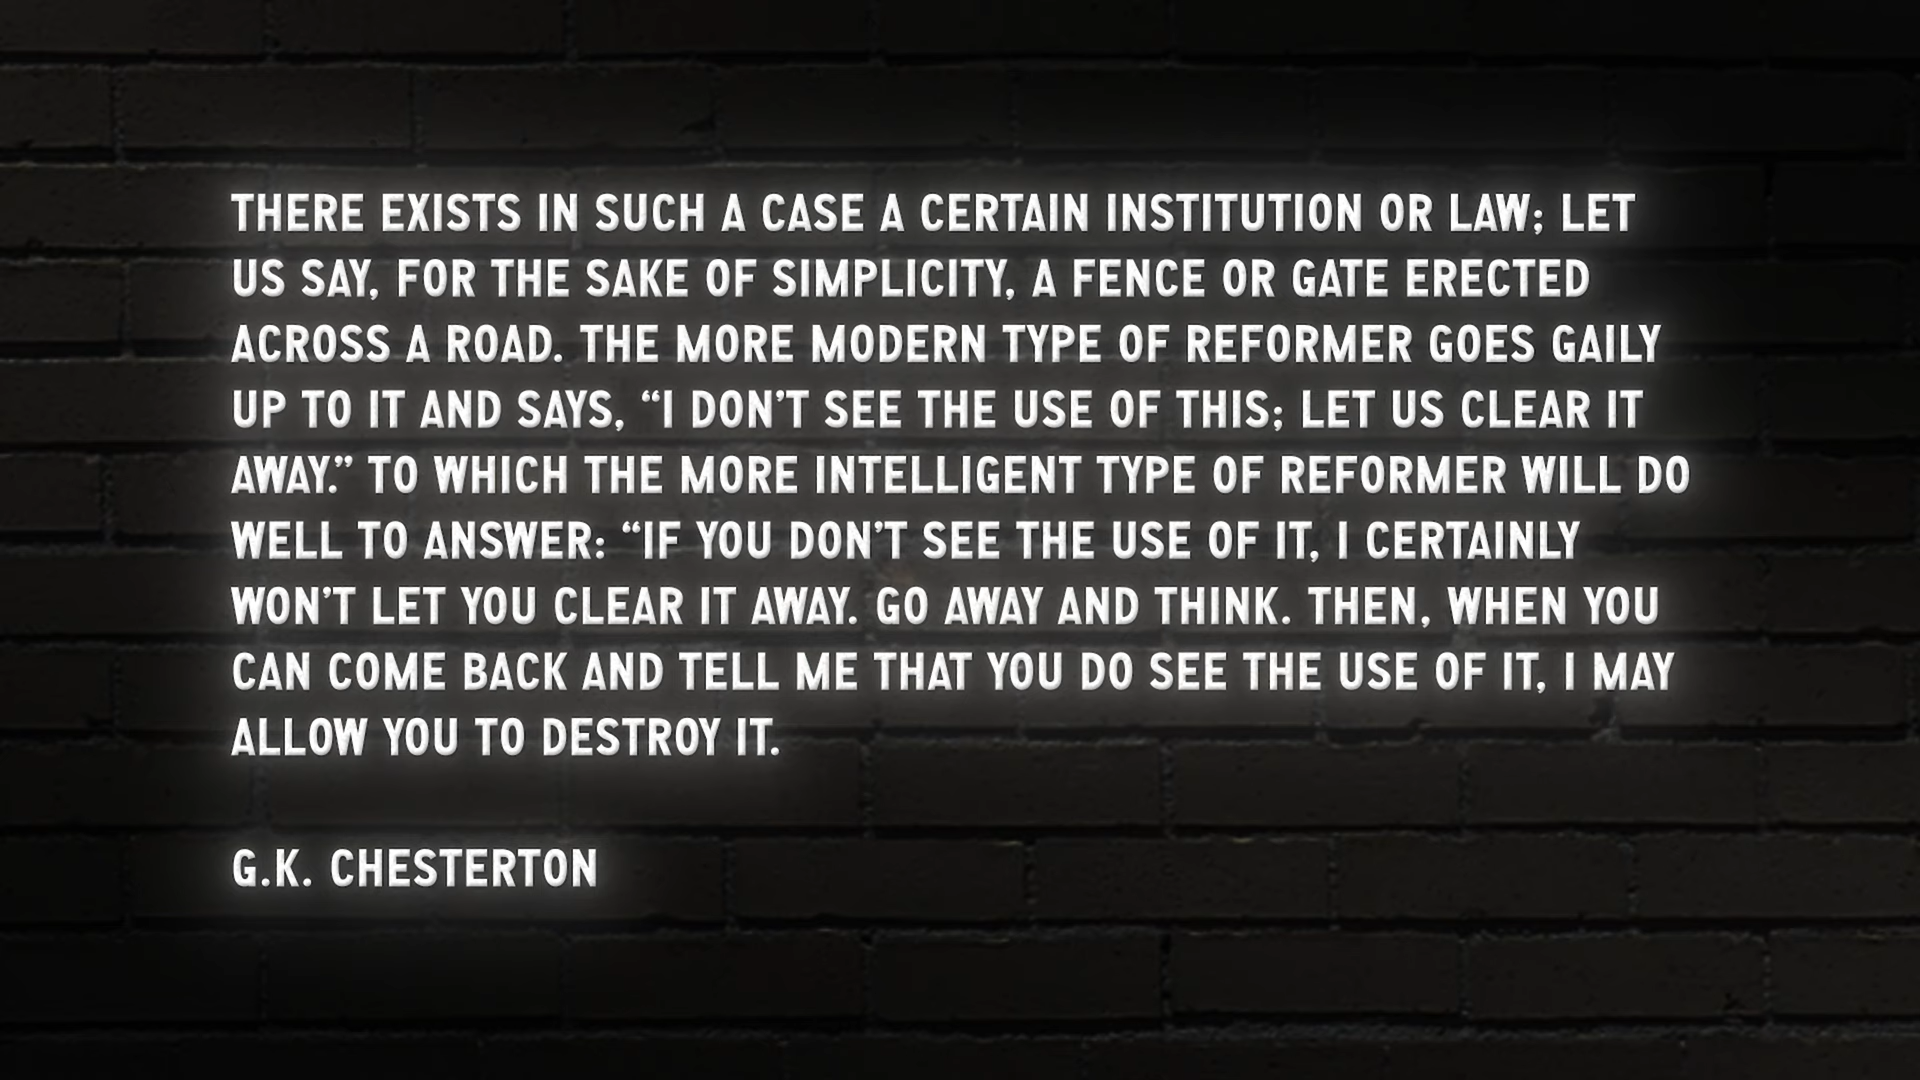 THERE EXISTS IN SUCH A CASE A CERTAIN INSTITUTION OR LAW; LET
US SAY, FOR THE SAKE OF SIMPLICITY, A FENCE OR GATE ERECTED
ACROSS A ROAD. THE MORE MODERN TYPE OF REFORMER GOES GAILY
UP TO IT AND SAYS, “I DON’T SEE THE USE OF THIS; LET US CLEAR IT
AWAY.” TO WHICH THE MORE INTELLIGENT TYPE OF REFORMER WILL DO
WELL TO ANSWER: “IF YOU DON’T SEE THE USE OF IT, I CERTAINLY
WON’T LET YOU CLEAR IT AWAY. GO AWAY AND THINK. THEN, WHEN YOU
CAN COME BACK AND TELL ME THAT YOU DO SEE THE USE OF IT, I MAY
ALLOW YOU TO DESTROY IT.
G.K. CHESTERTON